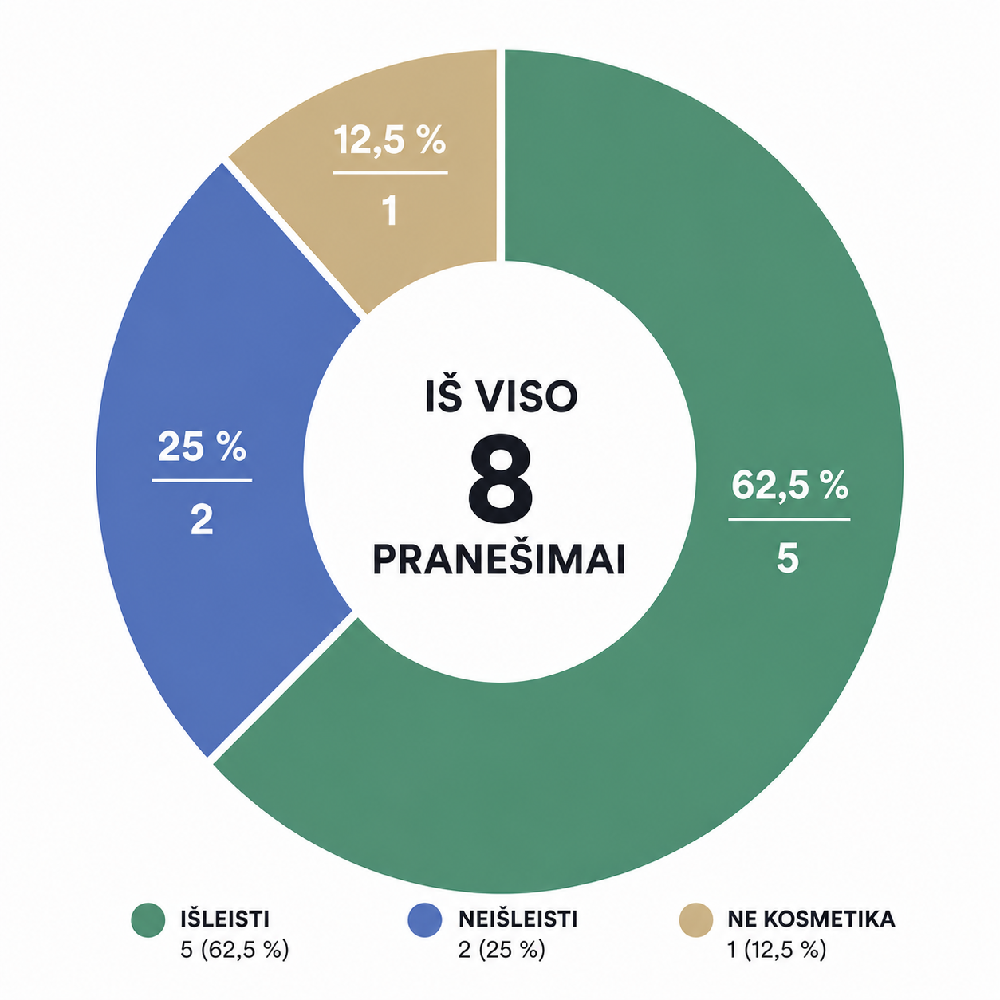 12,5 %
1
25 %
2
62,5 %
5
IŠ VISO
8
PRANEŠIMAI
IŠLEISTI
5 (62,5 %)
NEIŠLEISTI
2 (25 %)
NE KOSMETIKA
1 (12,5 %)